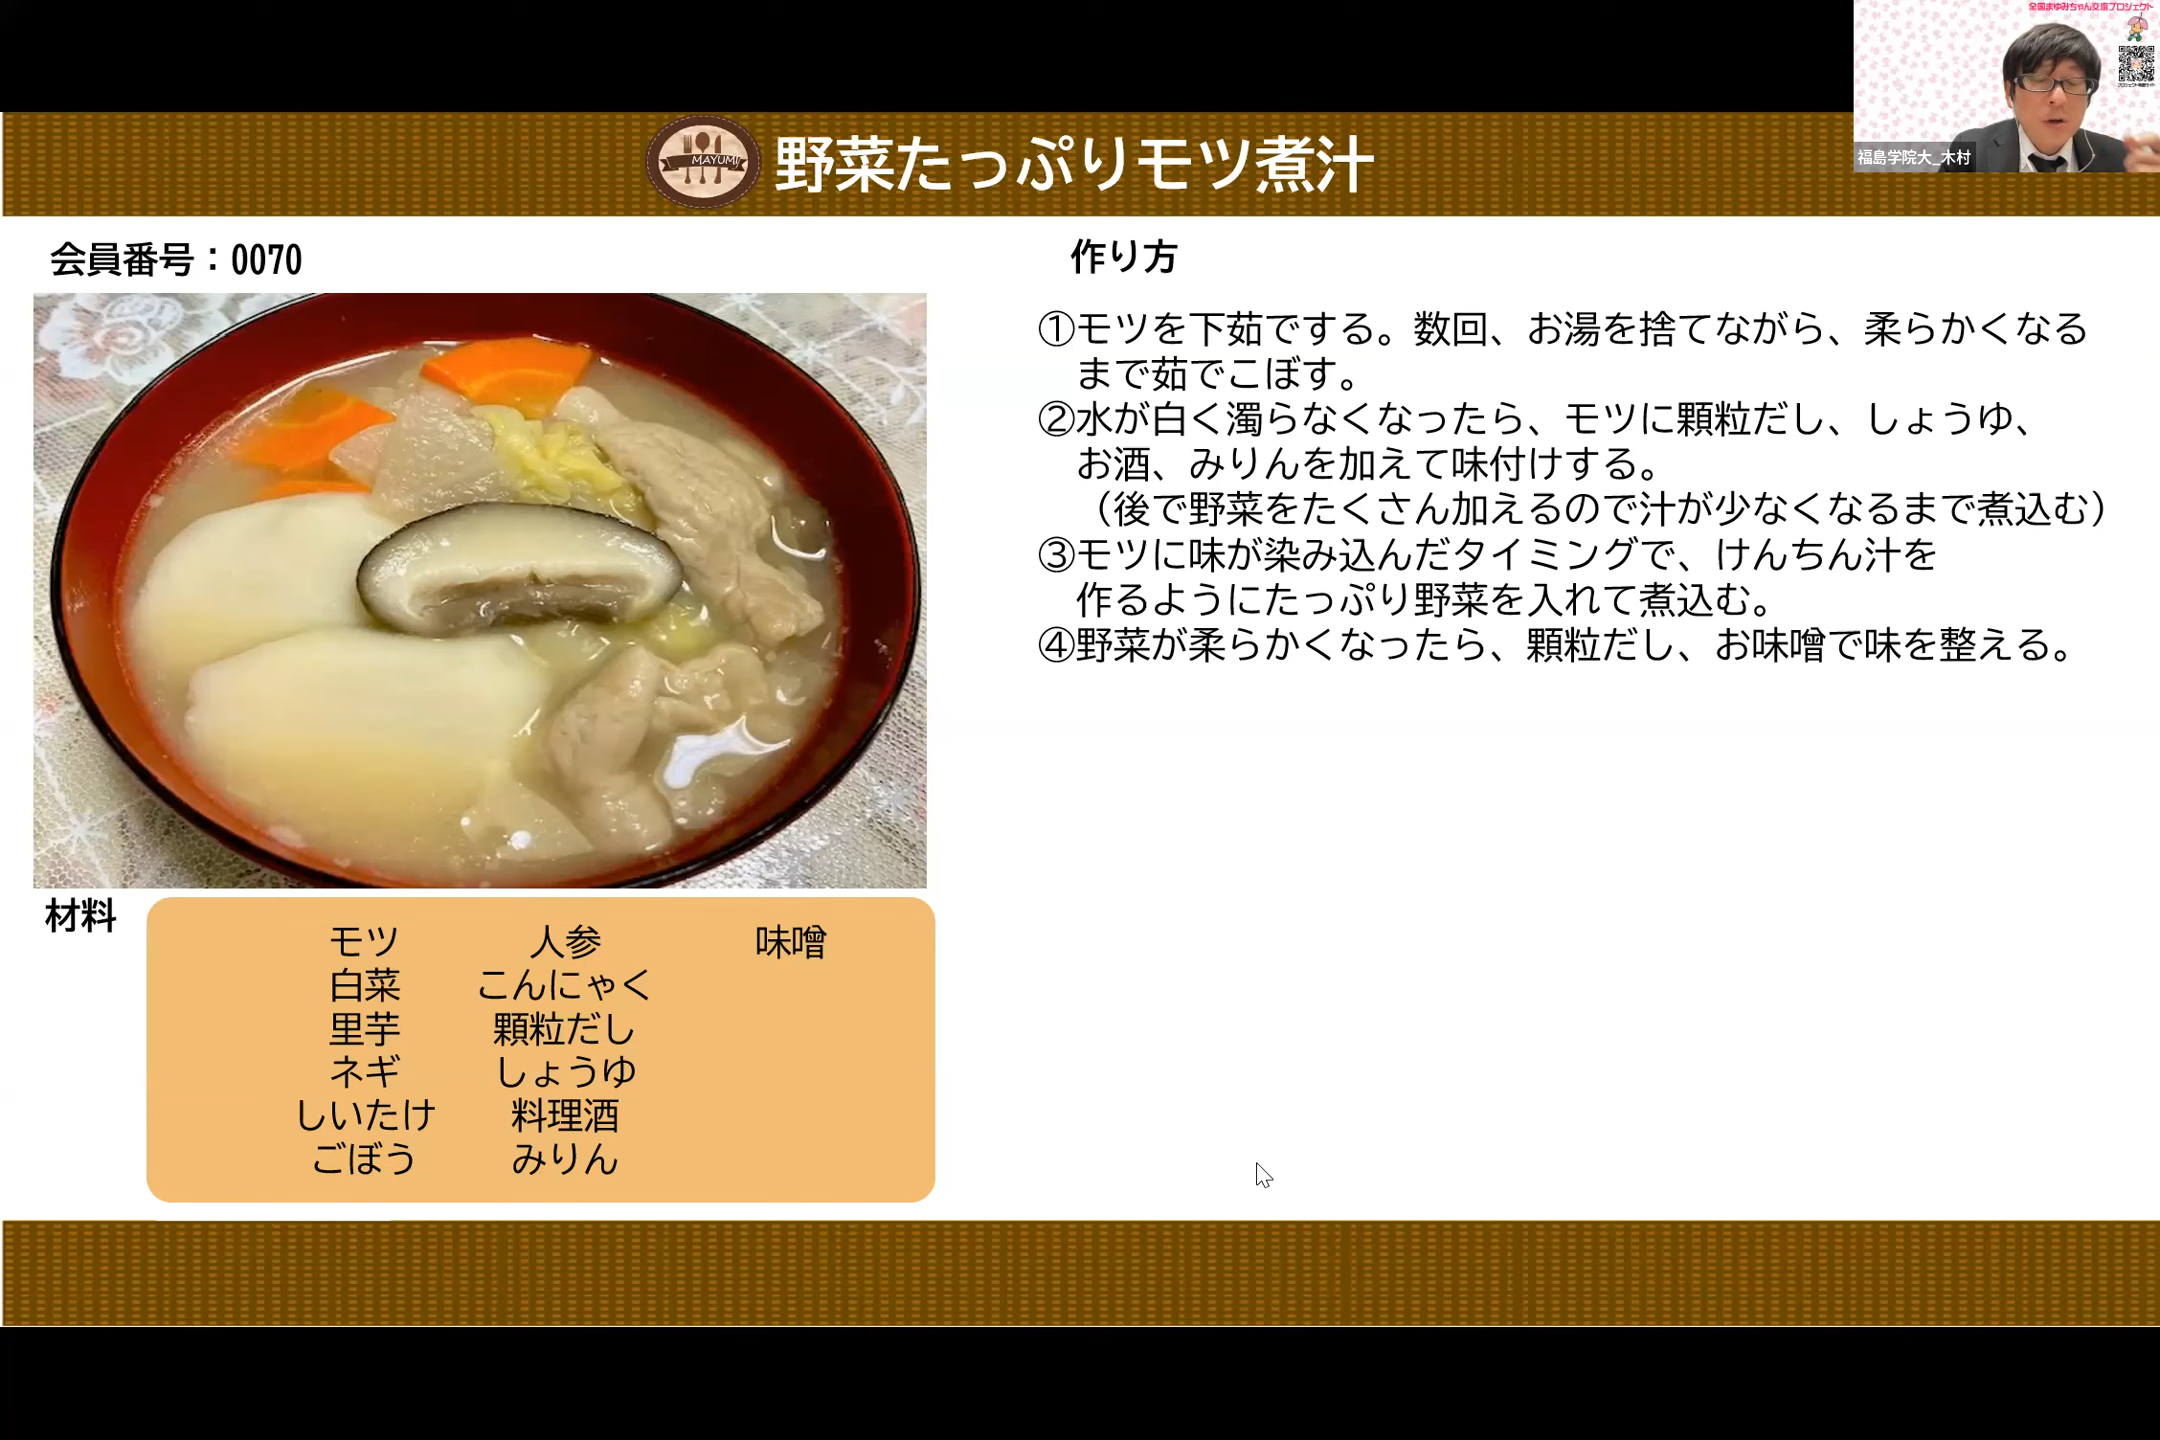 全国まゆみちゃん交流プロジェクト
福島学院大_木村
MAYUMI
野菜たっぷりモツ煮汁
会員番号：0070
材料
モツ 人参 味噌
白菜 こんにゃく
里芋 顆粒だし
ネギ しょうゆ
しいたけ 料理酒
ごぼう みりん
作り方
①モツを下茹でする。数回、お湯を捨てながら、柔らかくなる
まで茹でこぼす。
②水が白く濁らなくなったら、モツに顆粒だし、しょうゆ、
お酒、みりんを加えて味付けする。
（後で野菜をたくさん加えるので汁が少なくなるまで煮込む）
③モツに味が染み込んだタイミングで、けんちん汁を
作るようにたっぷり野菜を入れて煮込む。
④野菜が柔らかくなったら、顆粒だし、お味噌で味を整える。